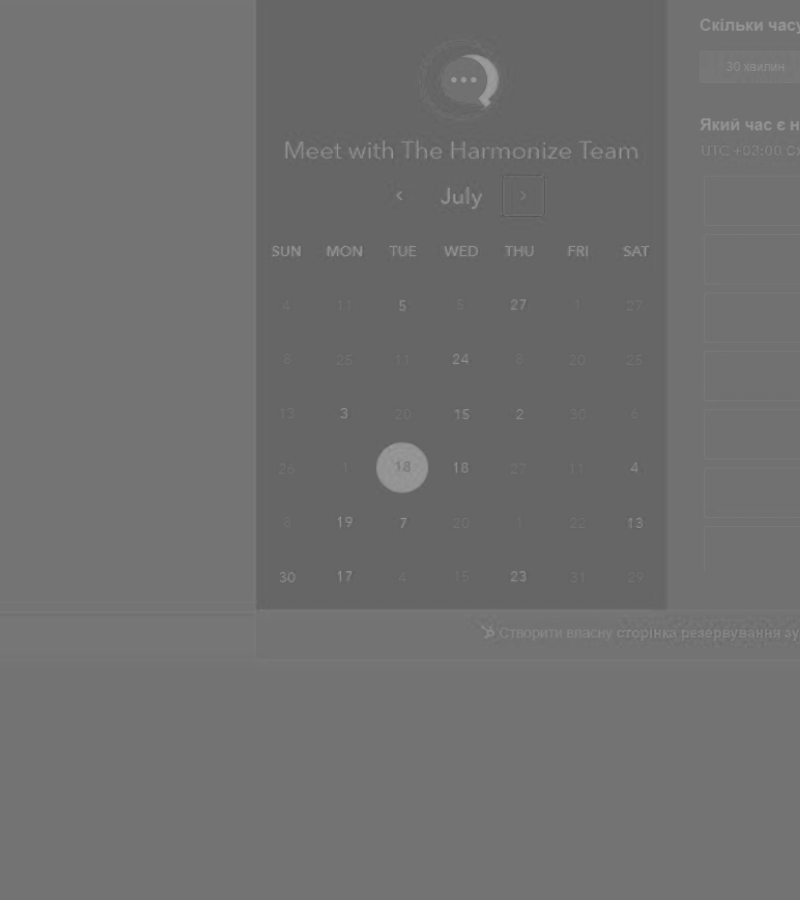 Meet with The Harmonize Team
July
SUN MON TUE WED THU FRI SAT
4 11 5 5 27 1 27
8 25 11 24 8 20 25
13 3 20 15 2 30 6
26 1 18 18 27 11 4
8 19 7 20 1 22 13
30 17 4 15 23 31 29
Скільки часу
30 хвилин
Який час є н
UTC +03:00 Сх
Створити власну сторінка резервування зу